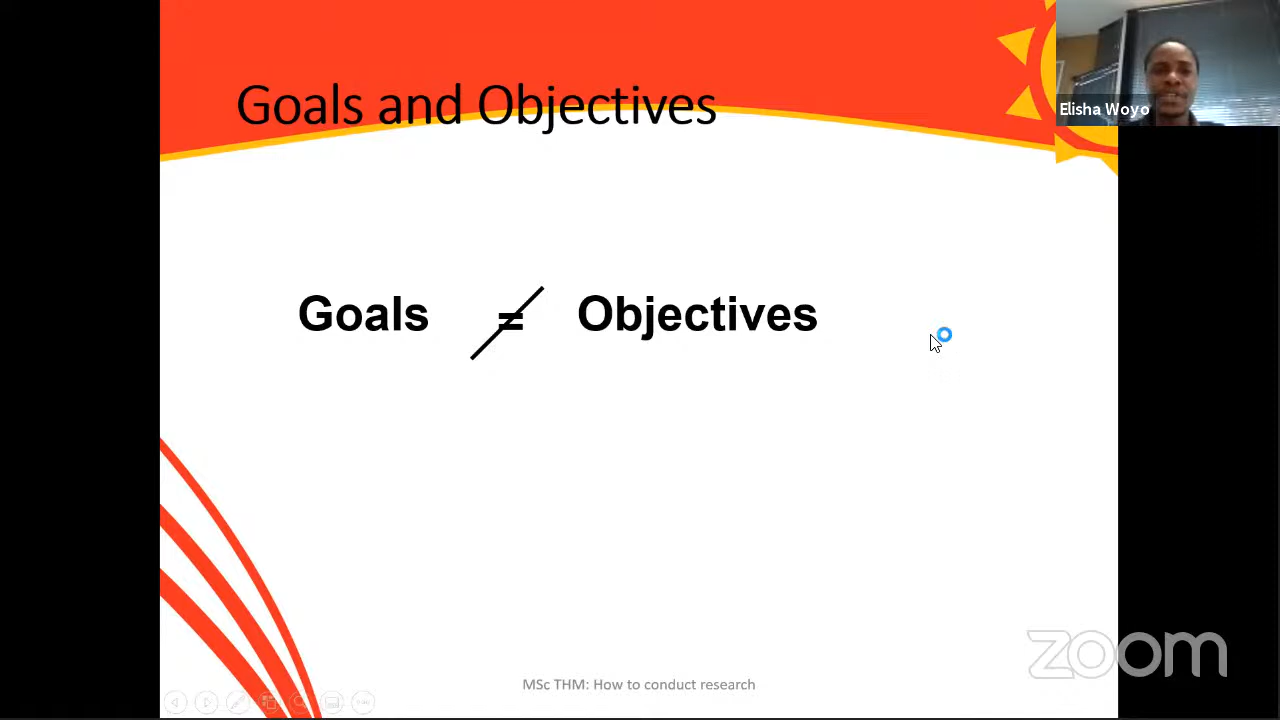 Goals and Objectives
Elisha Woyo
Goals ≠ Objectives
zoom
MSc THM: How to conduct research